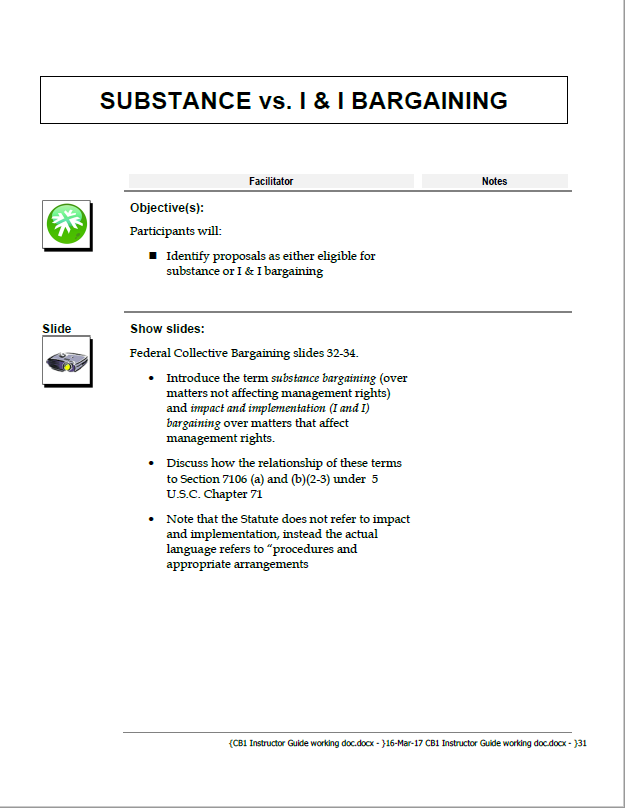 SUBSTANCE vs. I & I BARGAINING
Facilitator Notes
Objective(s):
Participants will:
■ Identify proposals as either eligible for
substance or I & I bargaining
Slide
Show slides:
Federal Collective Bargaining slides 32-34.
• Introduce the term substance bargaining (over
matters not affecting management rights)
and impact and implementation (I and I)
bargaining over matters that affect
management rights.
• Discuss how the relationship of these terms
to Section 7106 (a) and (b)(2-3) under 5
U.S.C. Chapter 71
• Note that the Statute does not refer to impact
and implementation, instead the actual
language refers to “procedures and
appropriate arrangements
{CB1 Instructor Guide working doc.docx - }16-Mar-17 CB1 Instructor Guide working doc.docx - }31